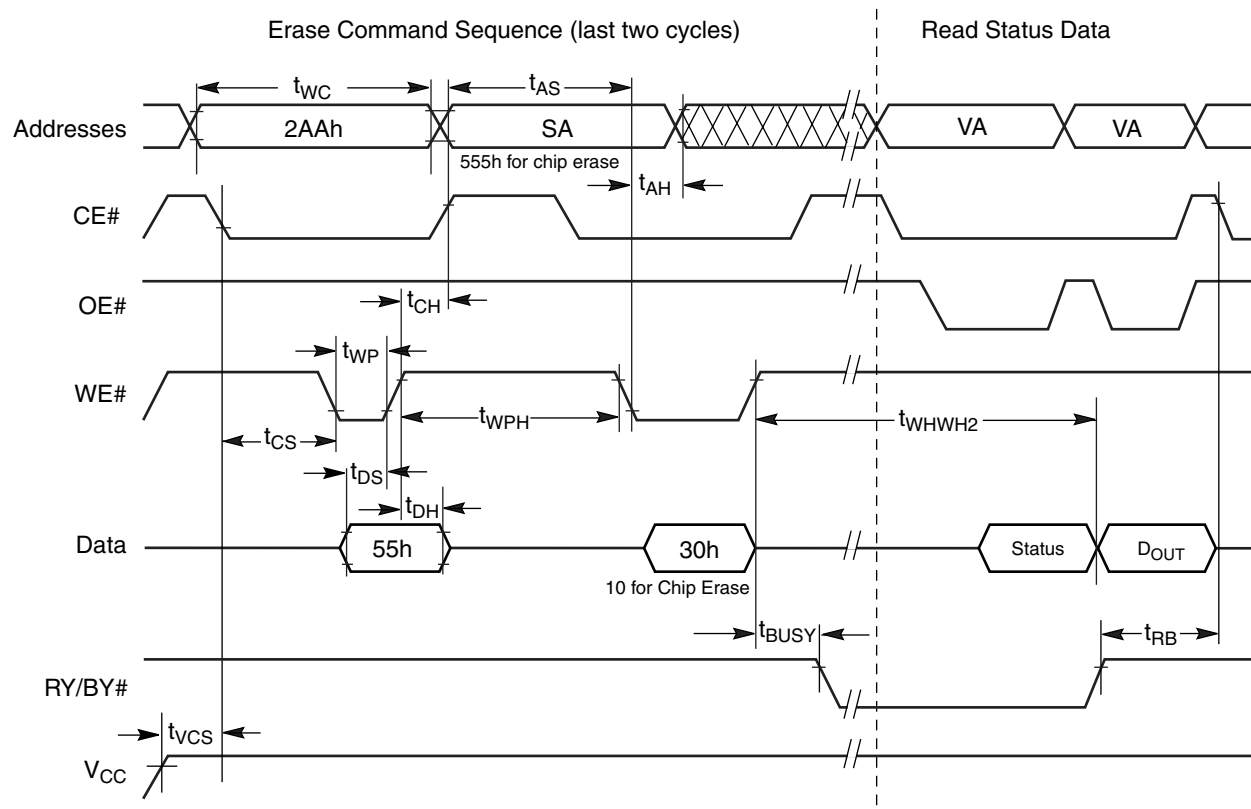 Erase Command Sequence (last two cycles)
Read Status Data
tWC
tAS
Addresses
2AAh
SA
VA
VA
555h for chip erase
tAH
CE#
OE#
tCH
tWP
WE#
tWPH
tWHWH2
tCS
tDS
tDH
Data
55h
30h
Status
DOUT
10 for Chip Erase
tBUSY
tRB
RY/BY#
tVCS
VCC